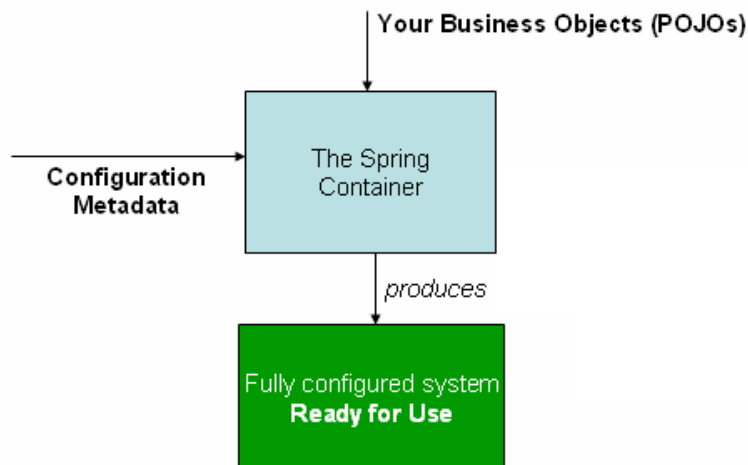 Your Business Objects (POJOs)
The Spring
Container
Configuration
Metadata
produces
Fully configured system
Ready for Use